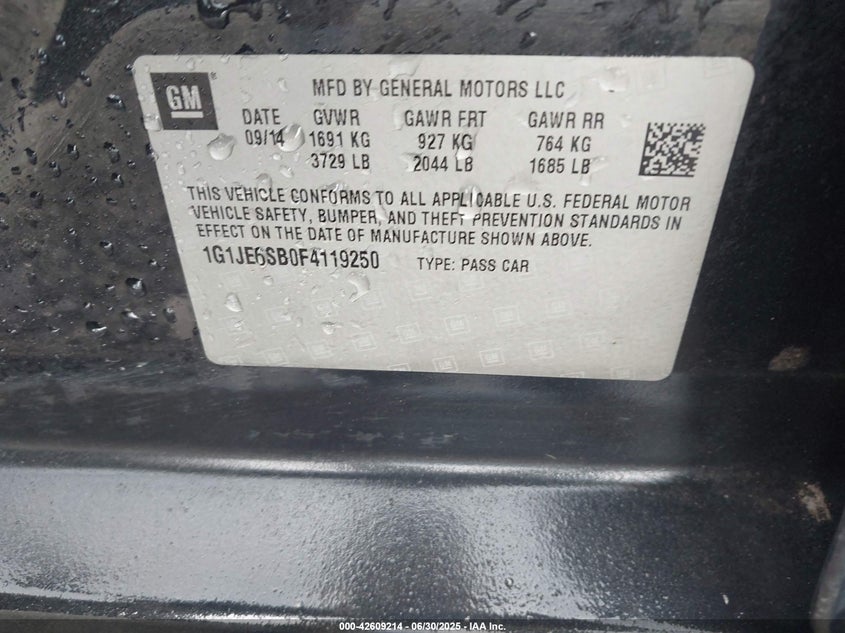 GM
MFD BY GENERAL MOTORS LLC
DATE GVWR GAWR FRT GAWR RR
09/14 1691 KG 927 KG 764 KG
3729 LB 2044 LB 1685 LB
THIS VEHICLE CONFORMS TO ALL APPLICABLE U.S. FEDERAL MOTOR
VEHICLE SAFETY, BUMPER, AND THEFT PREVENTION STANDARDS IN
EFFECT ON THE DATE OF MANUFACTURE SHOWN ABOVE.
1G1JE6SB0F4119250 TYPE: PASS CAR
000-42609214 - 06/30/2025 - IAA Inc.